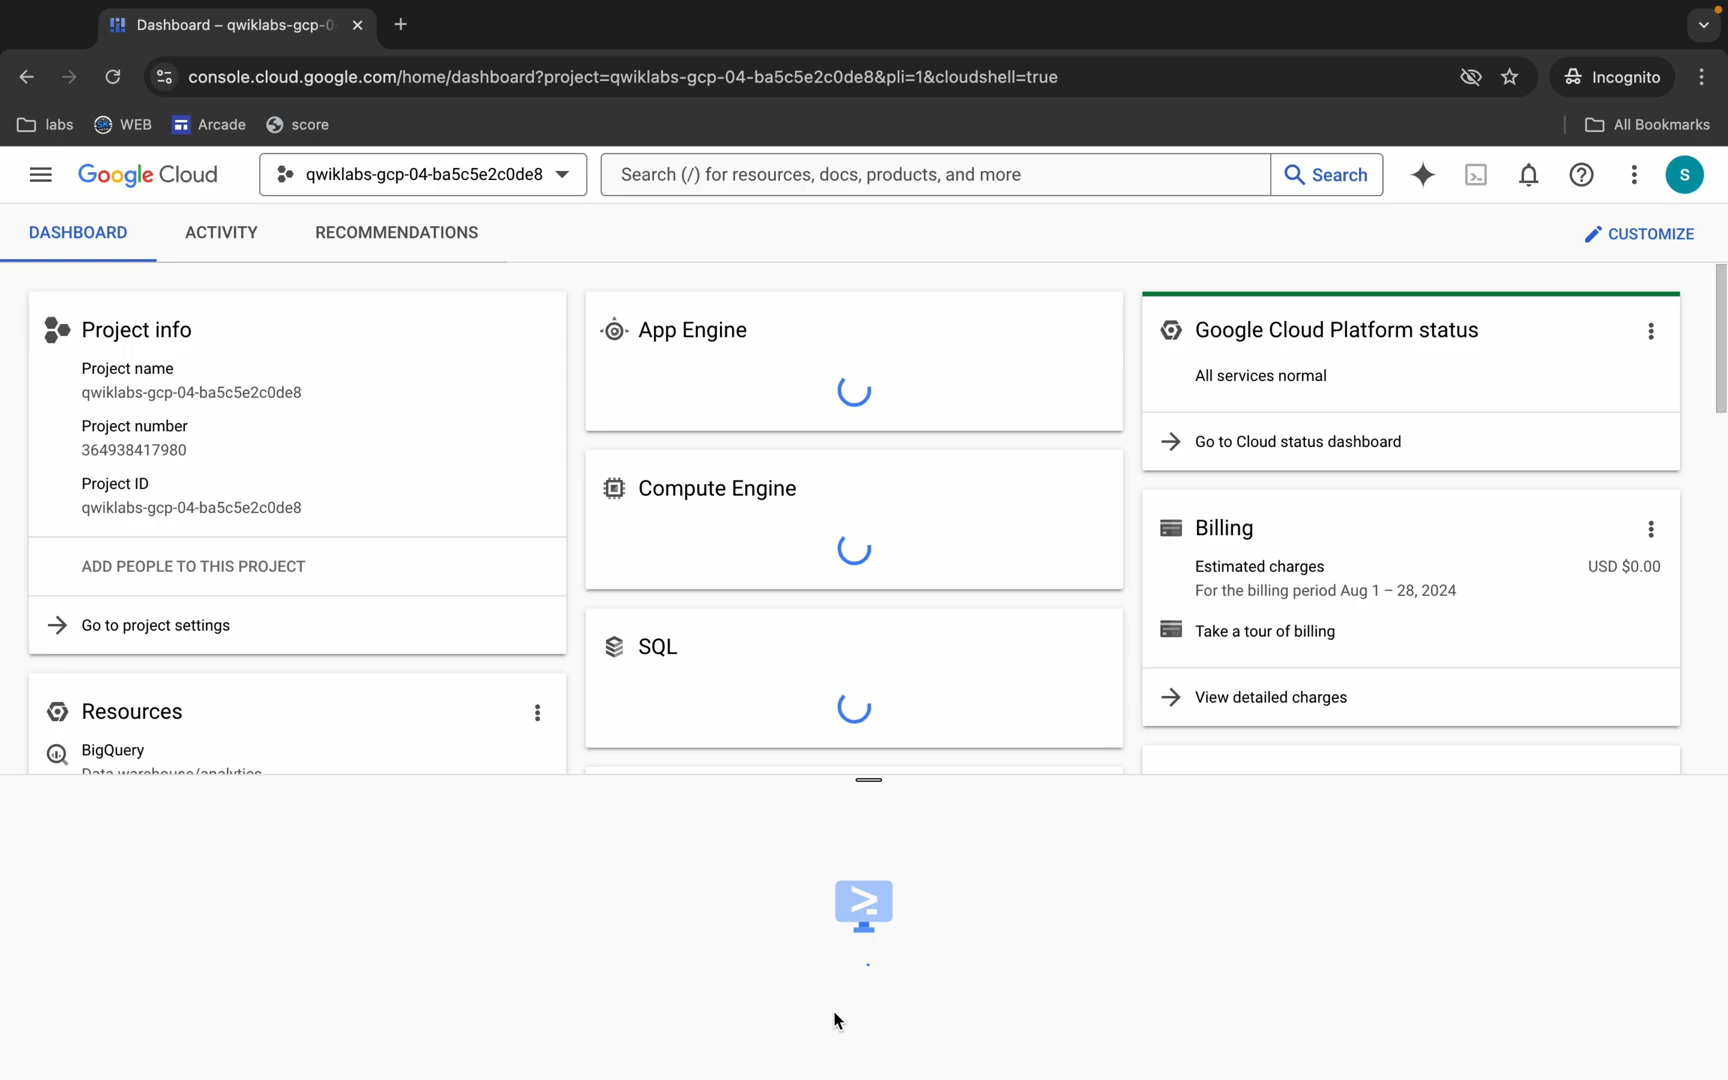 Dashboard – qwiklabs-gcp-0
console.cloud.google.com/home/dashboard?project=qwiklabs-gcp-04-ba5c5e2c0de8&pli=1&cloudshell=true
Incognito
labs
WEB
Arcade
score
All Bookmarks
Google Cloud
qwiklabs-gcp-04-ba5c5e2c0de8
Search (/) for resources, docs, products, and more
Search
S
DASHBOARD
ACTIVITY
RECOMMENDATIONS
CUSTOMIZE
Project info
Project name
qwiklabs-gcp-04-ba5c5e2c0de8
Project number
364938417980
Project ID
qwiklabs-gcp-04-ba5c5e2c0de8
ADD PEOPLE TO THIS PROJECT
Go to project settings
Resources
BigQuery
Data warehouse/analytics
App Engine
Compute Engine
SQL
Google Cloud Platform status
All services normal
Go to Cloud status dashboard
Billing
Estimated charges USD $0.00
For the billing period Aug 1 – 28, 2024
Take a tour of billing
View detailed charges